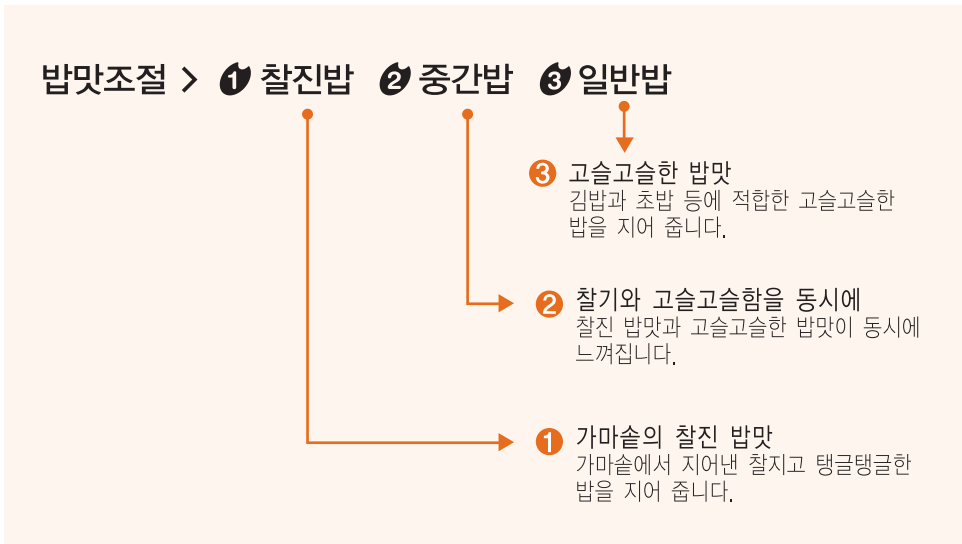 밥맛조절 > 1 찰진밥 2 중간밥 3 일반밥
3 고슬고슬한 밥맛
김밥과 초밥 등에 적합한 고슬고슬한
밥을 지어 줍니다.
2 찰기와 고슬고슬함을 동시에
찰진 밥맛과 고슬고슬한 밥맛이 동시에
느껴집니다.
1 가마솥의 찰진 밥맛
가마솥에서 지어낸 찰지고 탱글탱글한
밥을 지어 줍니다.